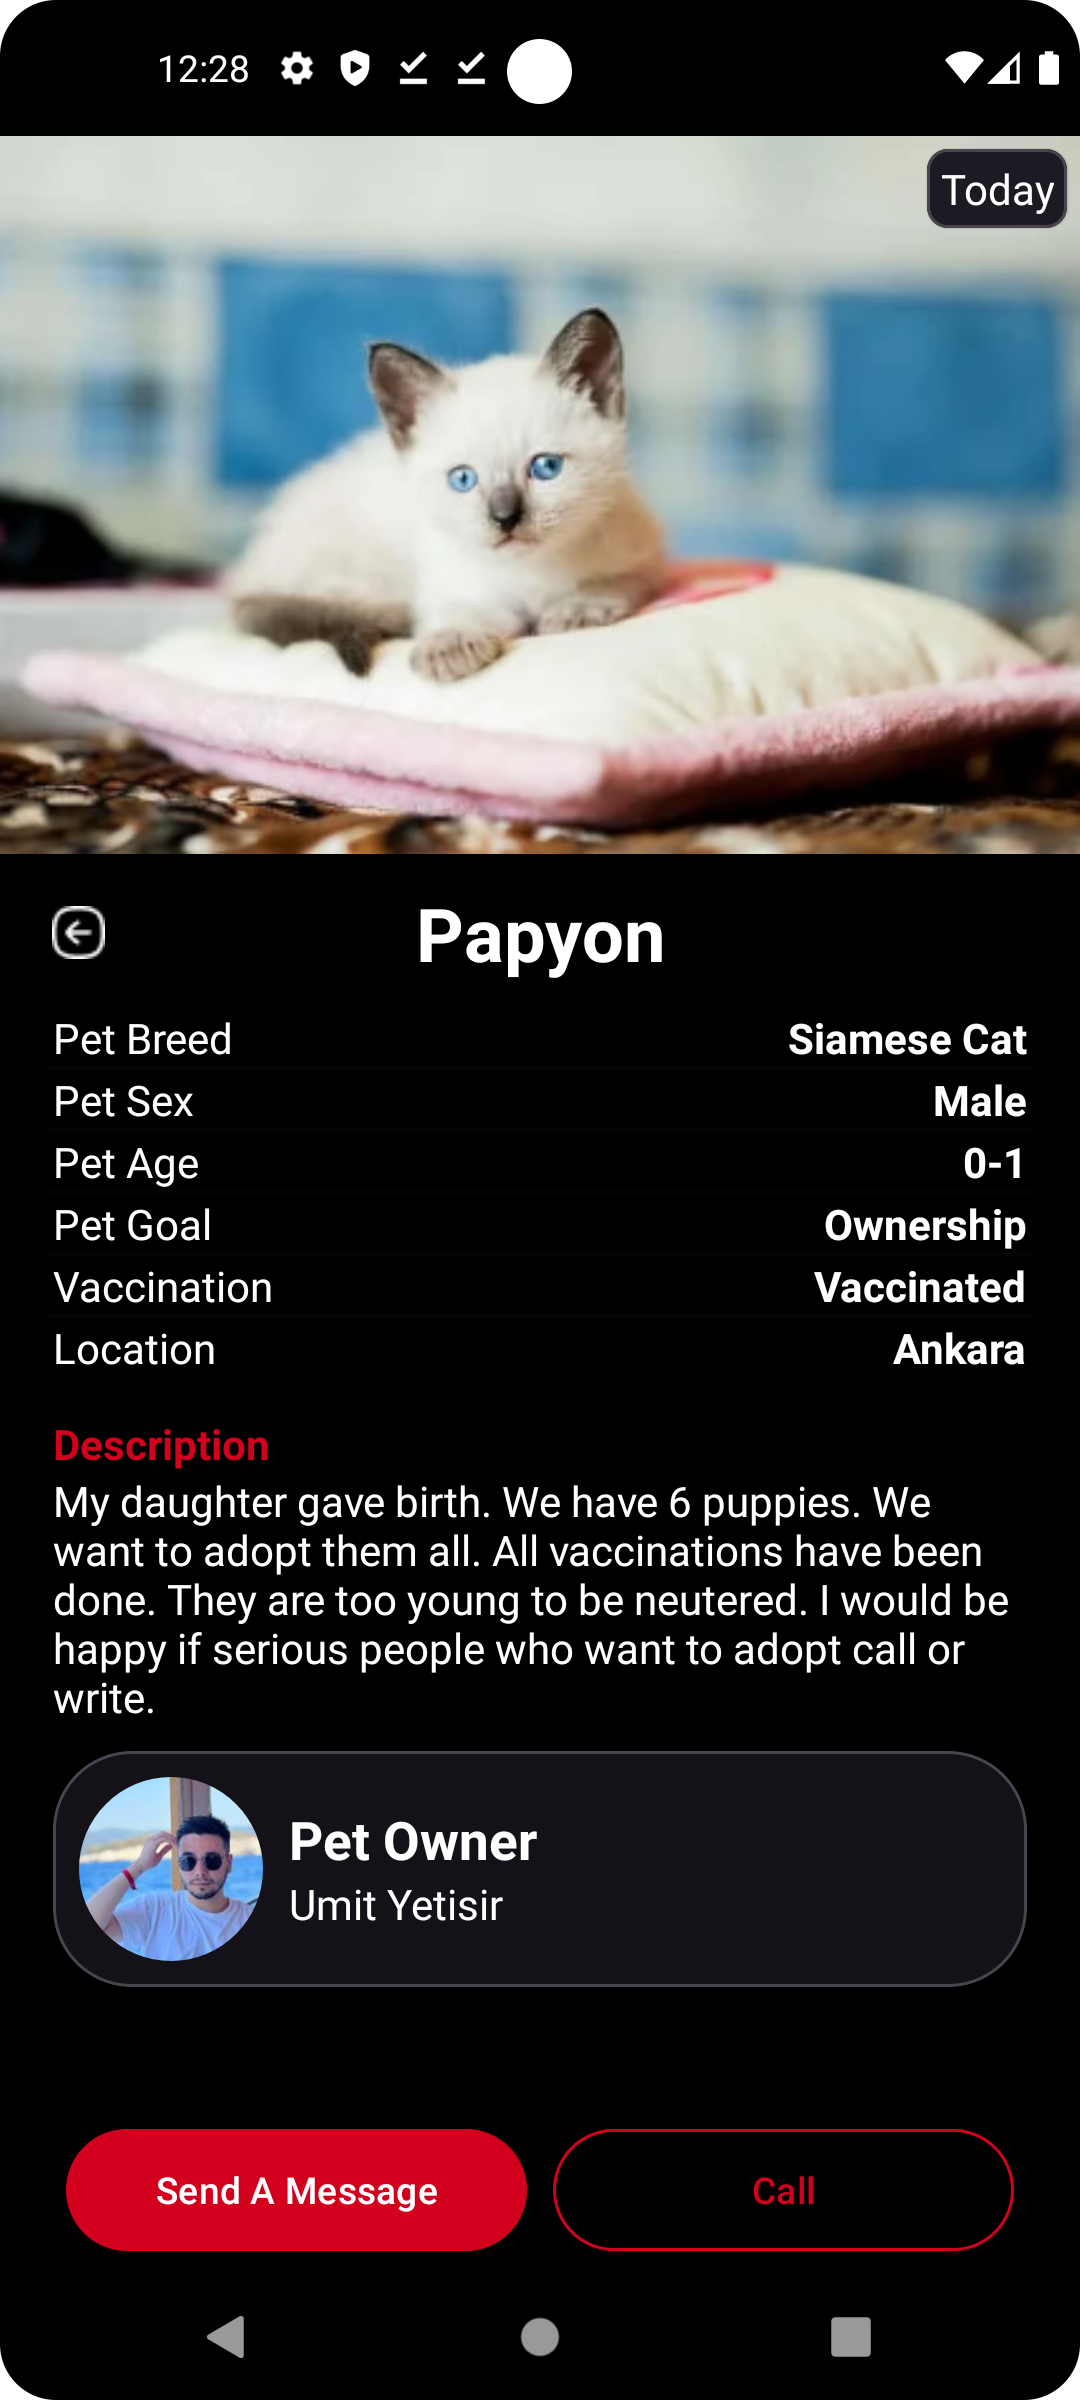 12:28
Today
Papyon
Pet Breed Siamese Cat
Pet Sex Male
Pet Age 0-1
Pet Goal Ownership
Vaccination Vaccinated
Location Ankara
Description
My daughter gave birth. We have 6 puppies. We
want to adopt them all. All vaccinations have been
done. They are too young to be neutered. I would be
happy if serious people who want to adopt call or
write.
Pet Owner
Umit Yetisir
Send A Message Call